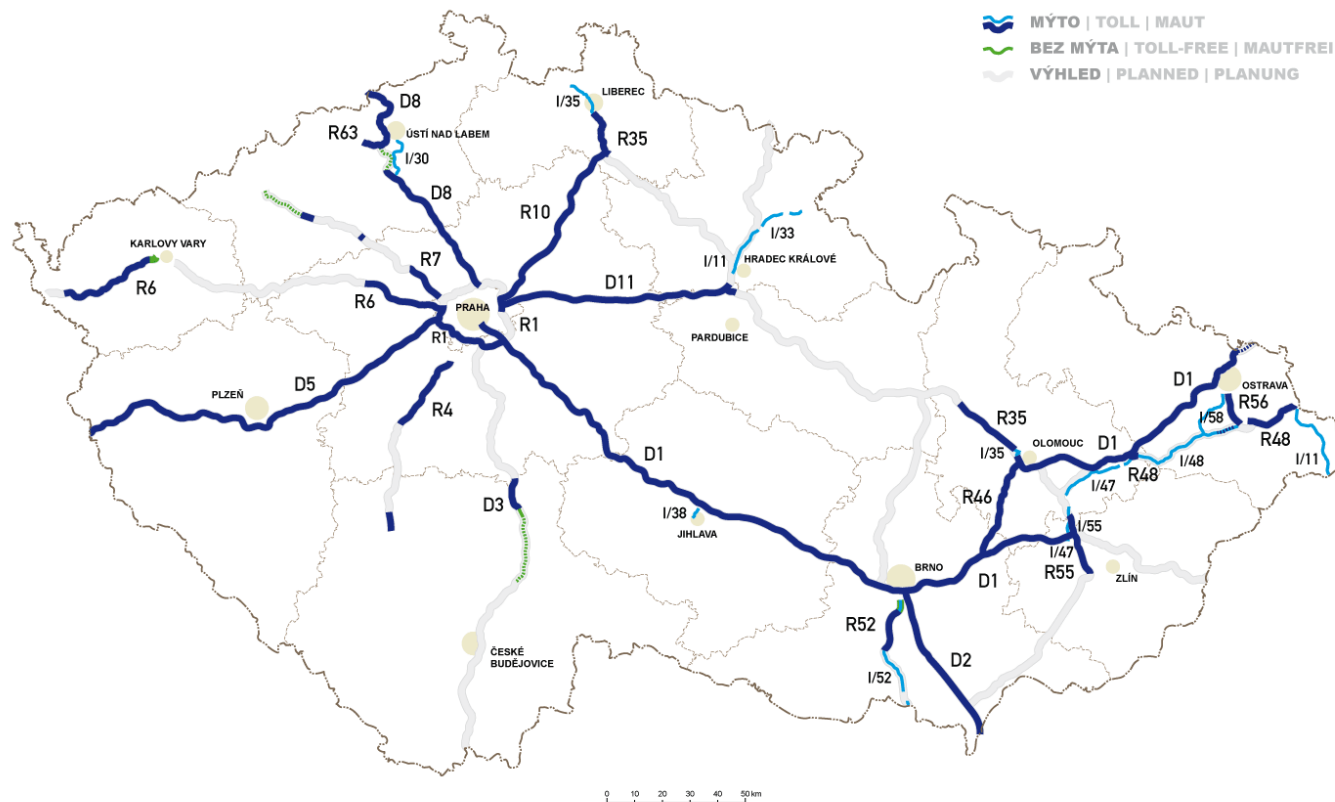 MÝTO | TOLL | MAUT
BEZ MÝTA | TOLL-FREE | MAUTFREI
VÝHLED | PLANNED | PLANUNG
D8
I/35
LIBEREC
R63
ÚSTÍ NAD LABEM
I/30
R35
D8
R10
I/33
KARLOVY VARY
I/11
HRADEC KRÁLOVÉ
R7
R6
R6
D11
PRAHA
R1
R1
PARDUBICE
D5
PLZEŇ
R4
D1
OSTRAVA
R56
R35
I/58
R48
I/35
OLOMOUC
D1
I/48
I/11
D1
R46
I/47
R48
D3
I/38
JIHLAVA
I/55
I/47
BRNO
D1
R55
ZLÍN
R52
ČESKÉ
BUDĚJOVICE
D2
I/52
0 10 20 30 40 50 km